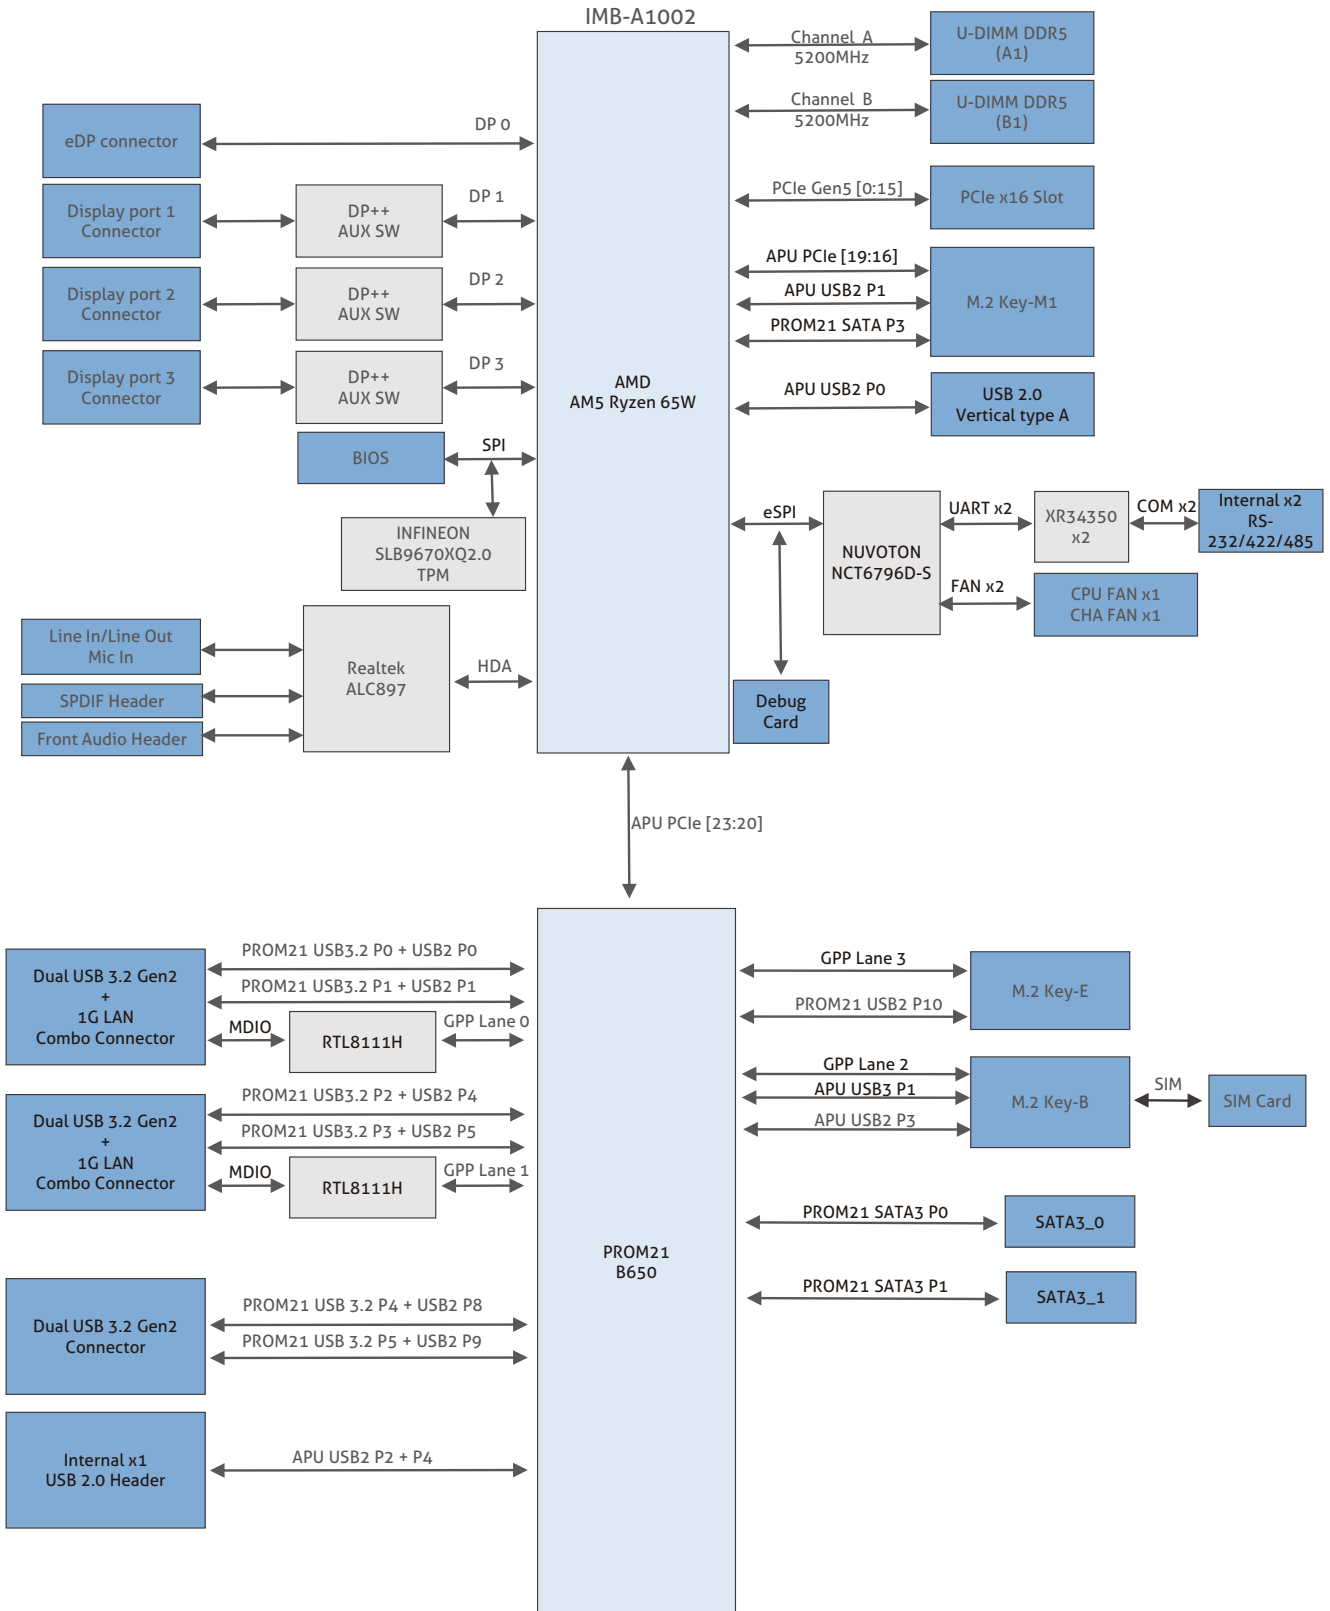 IMB-A1002
Channel A
5200MHz
U-DIMM DDR5
(A1)
Channel B
5200MHz
U-DIMM DDR5
(B1)
eDP connector
DP 0
PCIe Gen5 [0:15]
PCIe x16 Slot
Display port 1
Connector
DP++
AUX SW
DP 1
APU PCIe [19:16]
APU USB2 P1
PROM21 SATA P3
M.2 Key-M1
Display port 2
Connector
DP++
AUX SW
DP 2
Display port 3
Connector
DP++
AUX SW
DP 3
AMD
AM5 Ryzen 65W
APU USB2 P0
USB 2.0
Vertical type A
BIOS
SPI
INFINEON
SLB9670XQ2.0
TPM
eSPI
NUVOTON
NCT6796D-S
UART x2
XR34350
x2
COM x2
Internal x2
RS-
232/422/485
FAN x2
CPU FAN x1
CHA FAN x1
Line In/Line Out
Mic In
SPDIF Header
Front Audio Header
Realtek
ALC897
HDA
Debug
Card
APU PCIe [23:20]
Dual USB 3.2 Gen2
+
1G LAN
Combo Connector
PROM21 USB3.2 P0 + USB2 P0
PROM21 USB3.2 P1 + USB2 P1
MDIO
RTL8111H
GPP Lane 0
GPP Lane 3
PROM21 USB2 P10
M.2 Key-E
Dual USB 3.2 Gen2
+
1G LAN
Combo Connector
PROM21 USB3.2 P2 + USB2 P4
PROM21 USB3.2 P3 + USB2 P5
MDIO
RTL8111H
GPP Lane 1
GPP Lane 2
APU USB3 P1
APU USB2 P3
M.2 Key-B
SIM
SIM Card
PROM21
B650
PROM21 SATA3 P0
SATA3_0
PROM21 SATA3 P1
SATA3_1
Dual USB 3.2 Gen2
Connector
PROM21 USB 3.2 P4 + USB2 P8
PROM21 USB 3.2 P5 + USB2 P9
Internal x1
USB 2.0 Header
APU USB2 P2 + P4